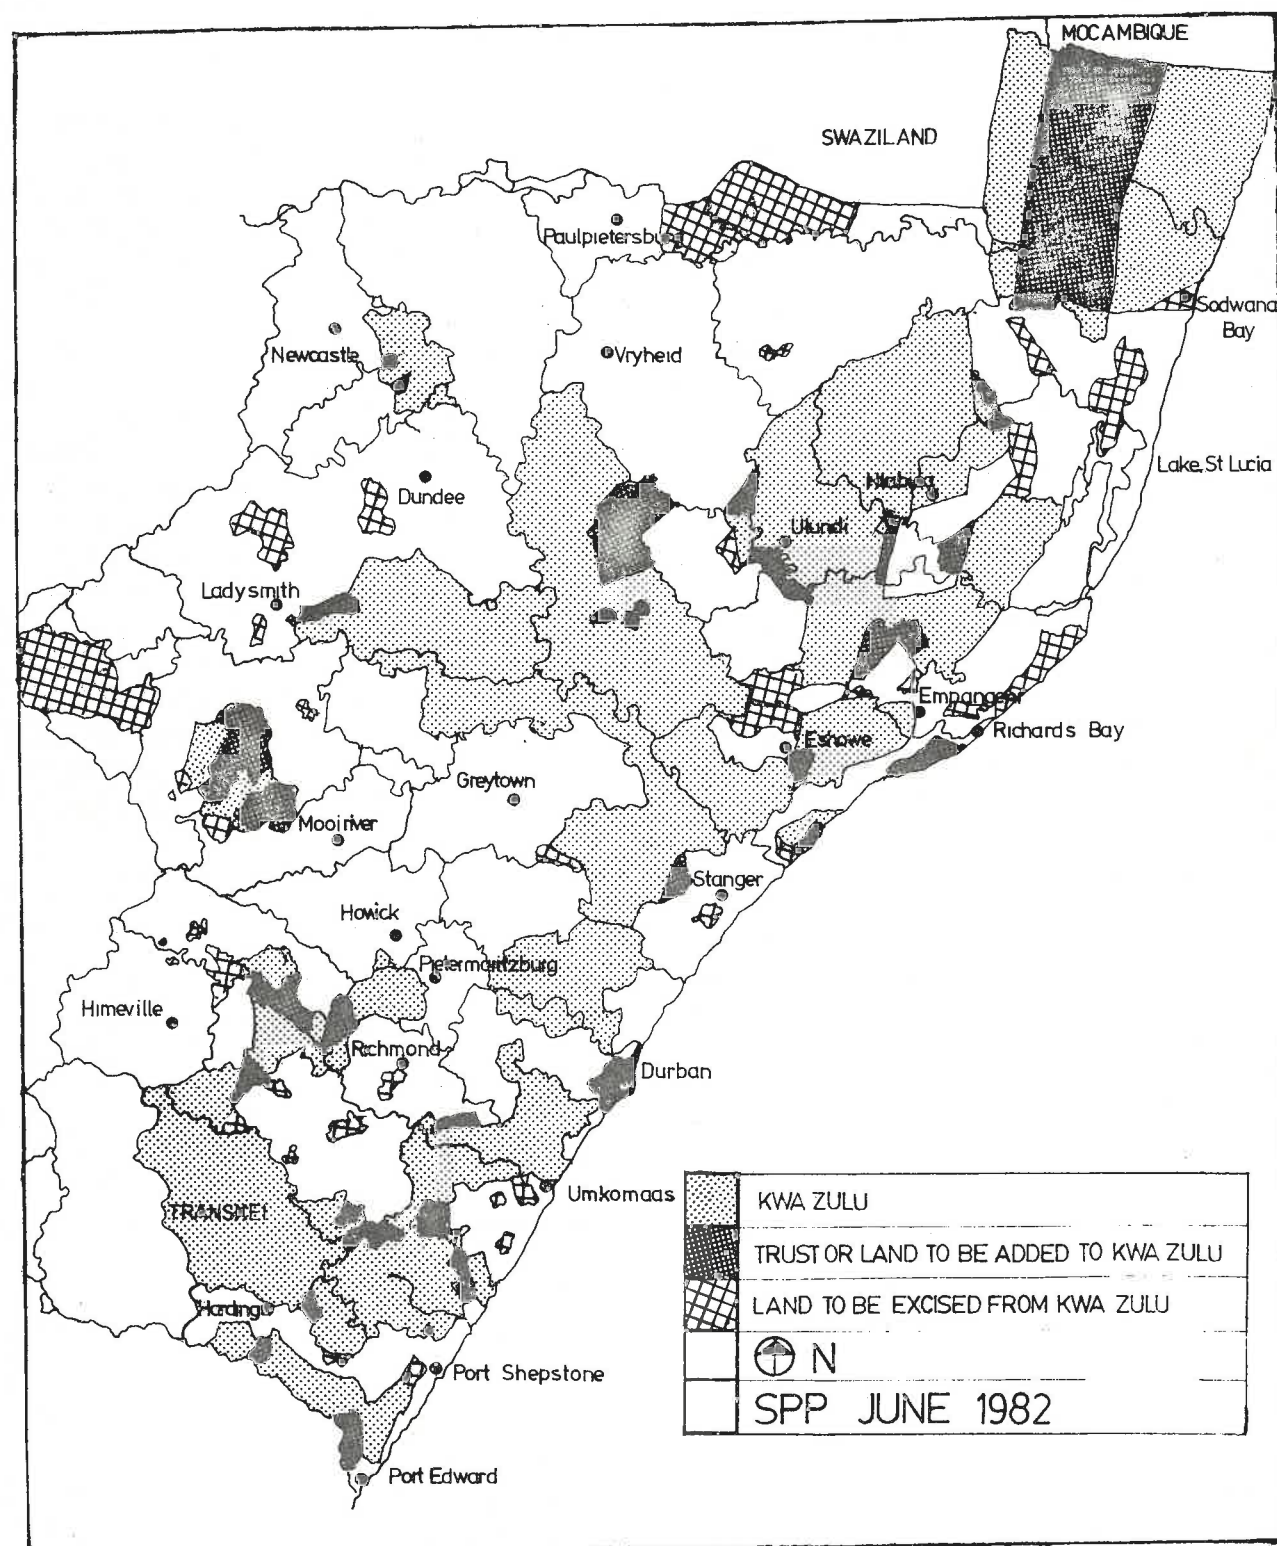 MOCAMBIQUE
SWAZILAND
Paulpietersbu
Sodwana
Bay
Newcastle
Vryheid
Lake St Lucia
Dundee
Ulundi
Ladysmith
Empangeni
Richards Bay
Eshowe
Greytown
Mooiriver
Stanger
Howick
Pietermaritzburg
Himeville
Richmond
Durban
Umkomaas
KWA ZULU
TRUST OR LAND TO BE ADDED TO KWA ZULU
LAND TO BE EXCISED FROM KWA ZULU
N
SPP JUNE 1982
TRANSKEI
Harding
Port Shepstone
Port Edward